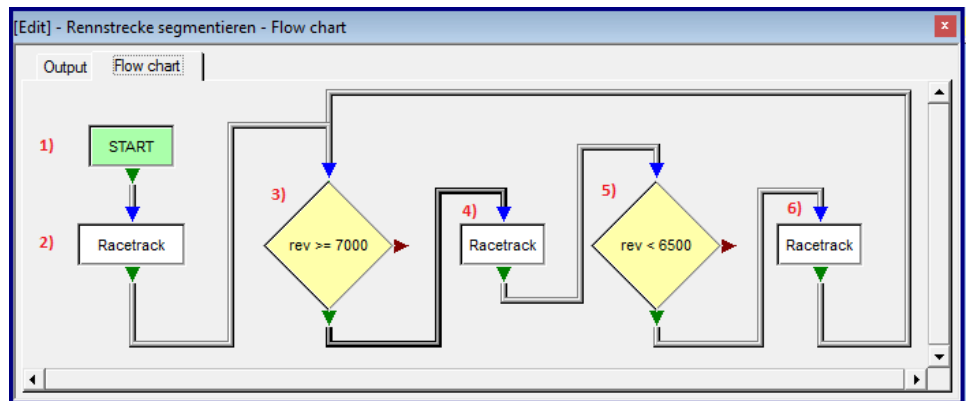 [Edit] - Rennstrecke segmentieren - Flow chart
x
Output Flow chart
1) START
2) Racetrack
3) rev >= 7000
4) Racetrack
5) rev < 6500
6) Racetrack